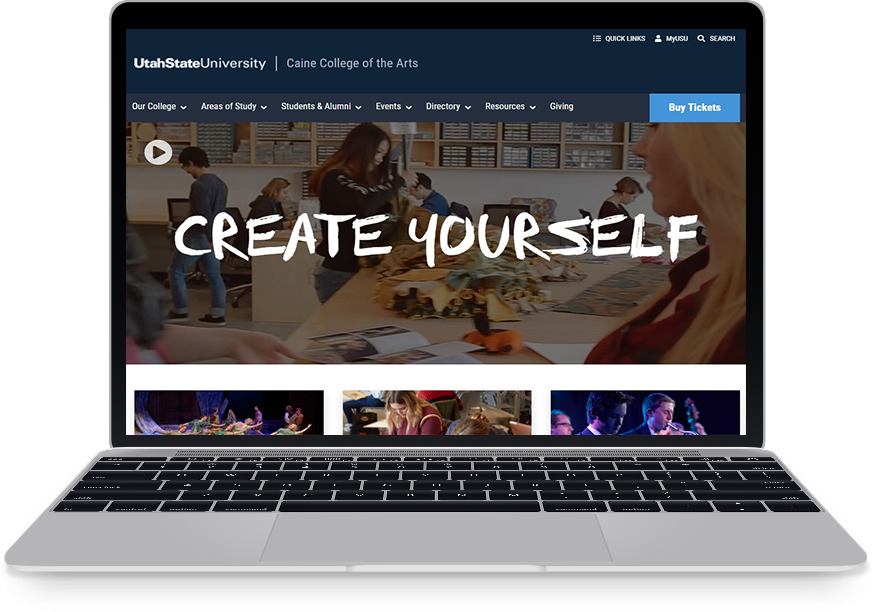 QUICK LINKS MyUSU SEARCH
UtahStateUniversity | Caine College of the Arts
Our College Areas of Study Students & Alumni Events Directory Resources Giving Buy Tickets
CREATE YOURSELF